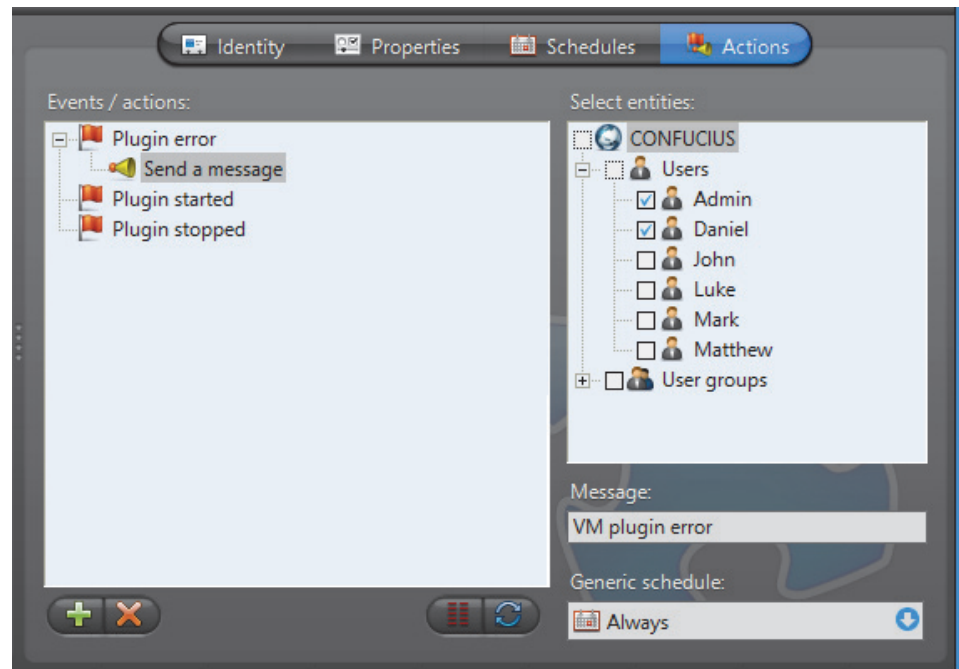 Identity Properties Schedules Actions
Events / actions:
Plugin error
Send a message
Plugin started
Plugin stopped
Select entities:
CONFUCIUS
Users
Admin
Daniel
John
Luke
Mark
Matthew
User groups
Message:
VM plugin error
Generic schedule:
Always